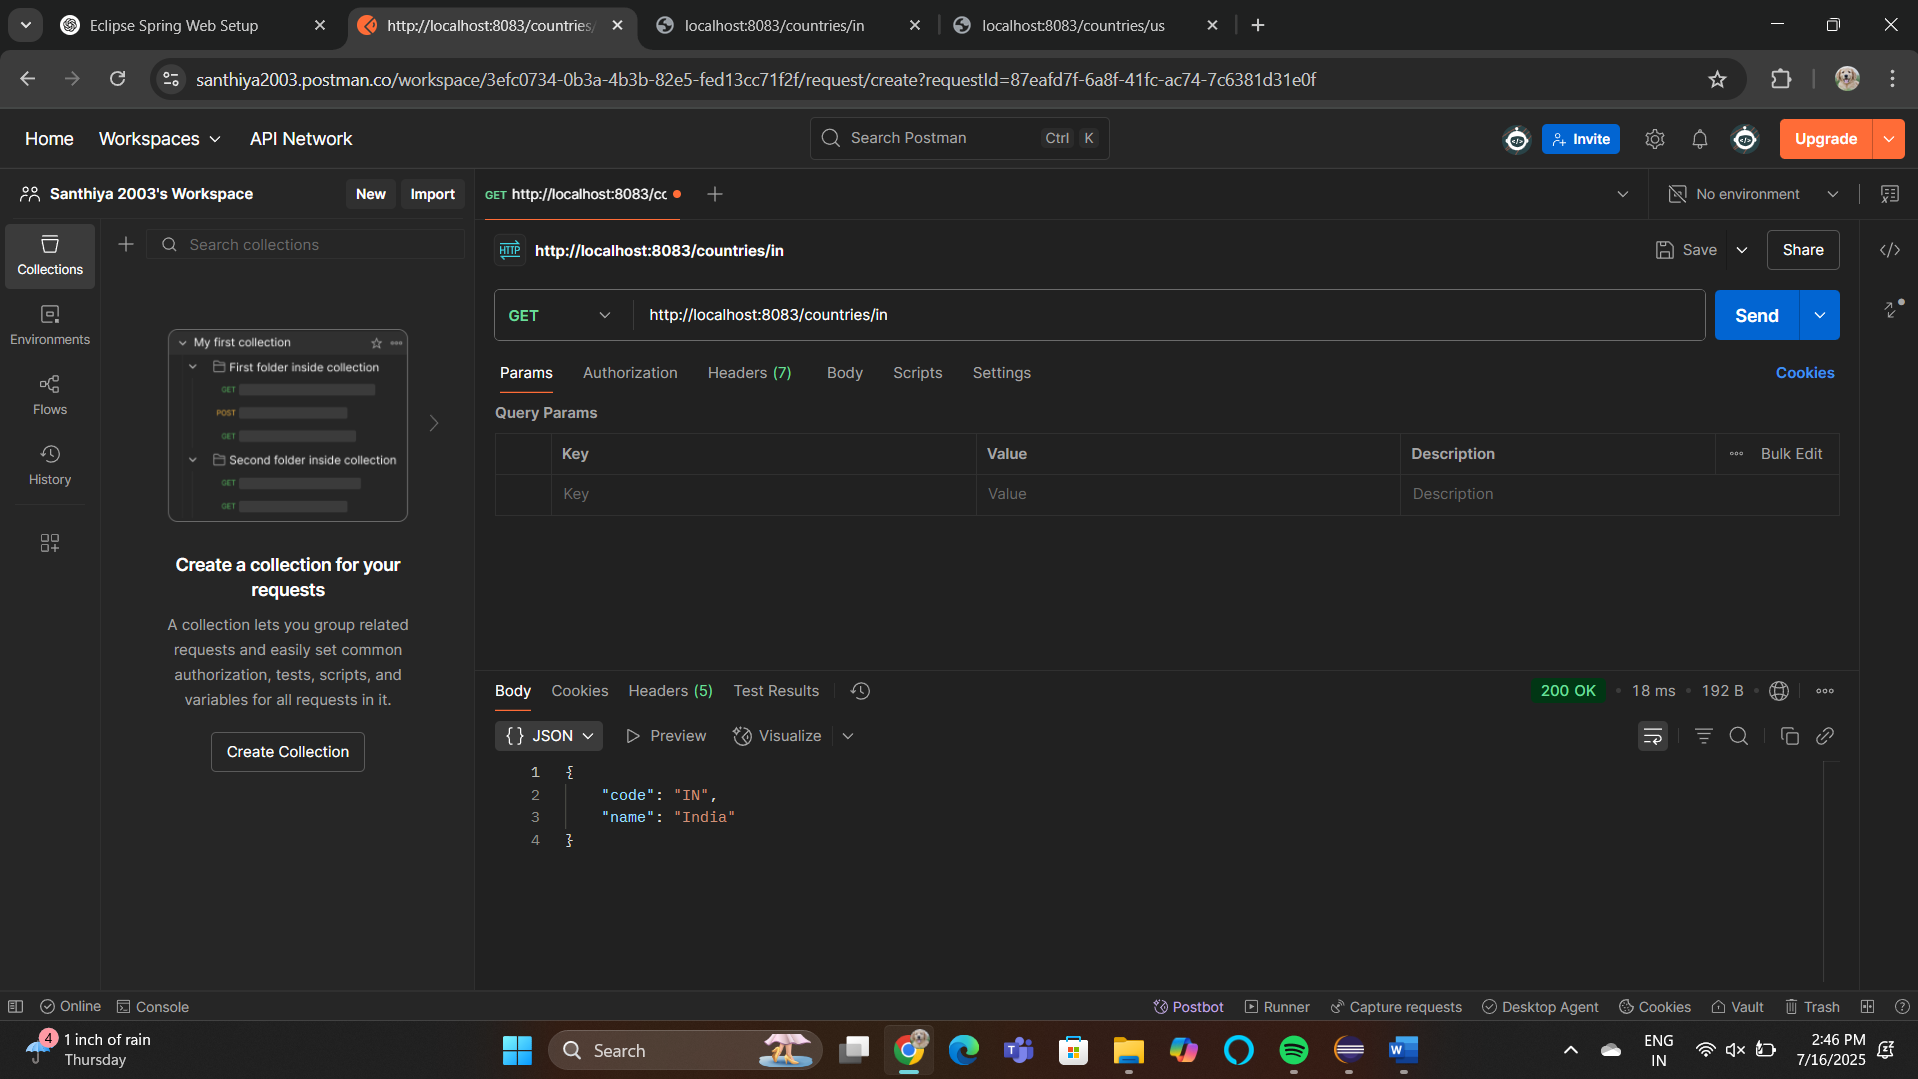 Eclipse Spring Web Setup
http://localhost:8083/countries/
localhost:8083/countries/in
localhost:8083/countries/us
santhiya2003.postman.co/workspace/3efc0734-0b3a-4b3b-82e5-fed13cc71f2f/request/create?requestId=87eafd7f-6a8f-41fc-ac74-7c6381d31e0f
Home Workspaces API Network
Search Postman Ctrl K
Invite
Upgrade
Santhiya 2003's Workspace New Import
GET http://localhost:8083/cc
No environment
Collections
Search collections
Environments
Flows
History
My first collection
First folder inside collection
GET
POST
GET
Second folder inside collection
GET
GET
Create a collection for your
requests
A collection lets you group related
requests and easily set common
authorization, tests, scripts, and
variables for all requests in it.
Create Collection
HTTP http://localhost:8083/countries/in
Save Share
GET http://localhost:8083/countries/in Send
Params Authorization Headers (7) Body Scripts Settings Cookies
Query Params
Key Value Description Bulk Edit
Key Value Description
Body Cookies Headers (5) Test Results 200 OK 18 ms 192 B
{} JSON Preview Visualize
1 {
2 "code": "IN",
3 "name": "India"
4 }
Online Console Postbot Runner Capture requests Desktop Agent Cookies Vault Trash
4
1 inch of rain
Thursday
Search
ENG
IN
2:46 PM
7/16/2025